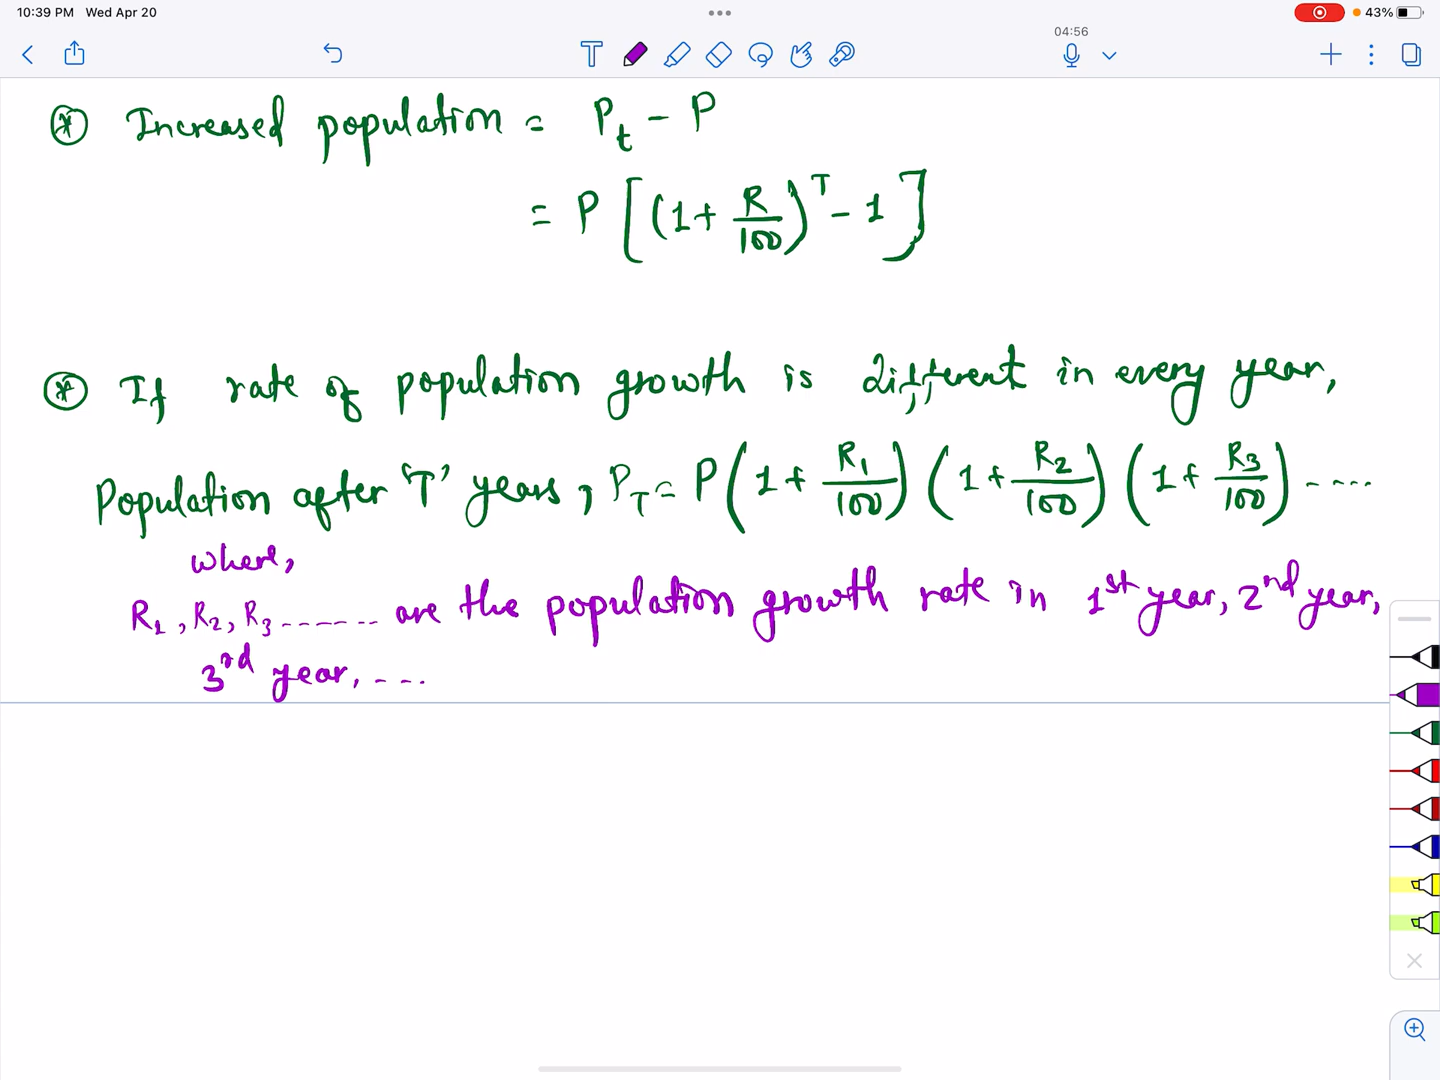 10:39 PM Wed Apr 20
43%
04:56
T
* Increased population = Pt - P
= P [(1 + R/100)^T - 1]
* If rate of population growth is different in every year,
Population after 'T' years, P_T = P (1 + R1/100) (1 + R2/100) (1 + R3/100) ----
where,
R1, R2, R3 ------- are the population growth rate in 1st year, 2nd year,
3rd year, ---